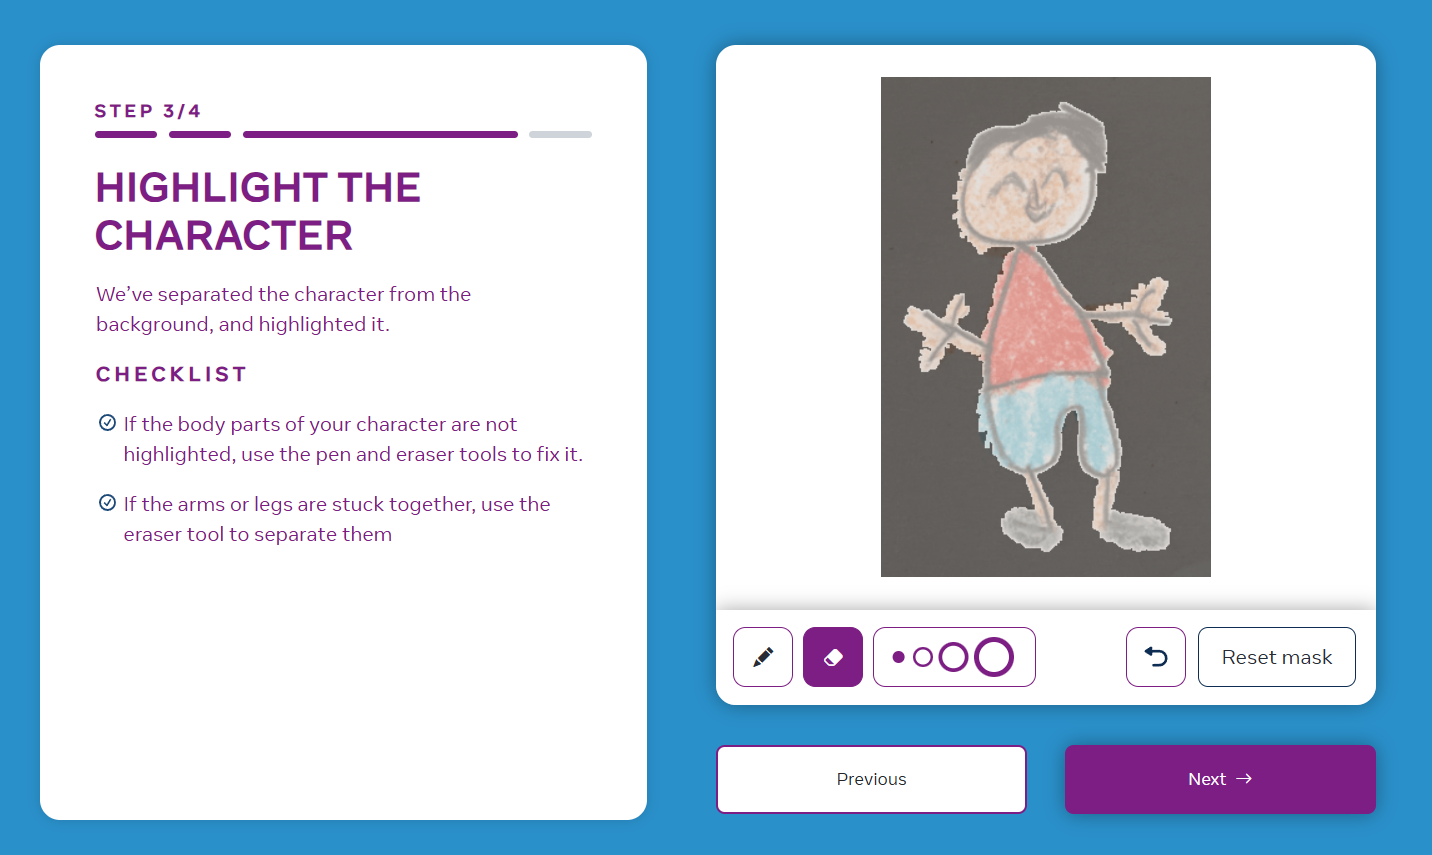 STEP 3/4
HIGHLIGHT THE
CHARACTER
We’ve separated the character from the
background, and highlighted it.
CHECKLIST
If the body parts of your character are not
highlighted, use the pen and eraser tools to fix it.
If the arms or legs are stuck together, use the
eraser tool to separate them
Reset mask
Previous
Next →